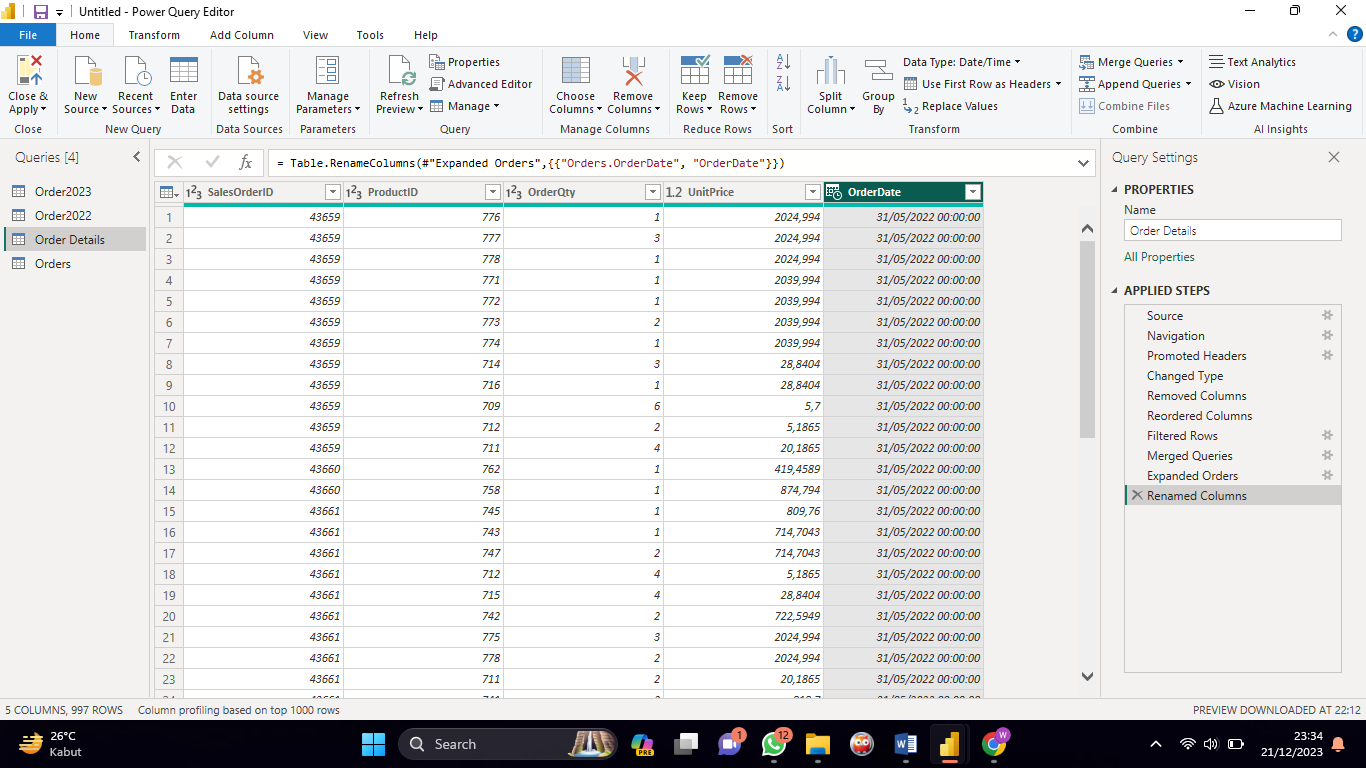 Untitled - Power Query Editor
File Home Transform Add Column View Tools Help
Close & Apply
New Source
Recent Sources
Enter Data
Data source settings
Manage Parameters
Refresh Preview
Properties
Advanced Editor
Manage
Choose Columns
Remove Columns
Keep Rows
Remove Rows
Split Column
Group By
Data Type: Date/Time
Use First Row as Headers
Replace Values
Merge Queries
Append Queries
Combine Files
Text Analytics
Vision
Azure Machine Learning
Close New Query Data Sources Parameters Query Manage Columns Reduce Rows Sort Transform Combine AI Insights
Queries [4]
Order2023
Order2022
Order Details
Orders
fx = Table.RenameColumns(#"Expanded Orders",{{"Orders.OrderDate", "OrderDate"}})
123 SalesOrderID 123 ProductID 123 OrderQty 1.2 UnitPrice OrderDate
1 43659 776 1 2024,994 31/05/2022 00:00:00
2 43659 777 3 2024,994 31/05/2022 00:00:00
3 43659 778 1 2024,994 31/05/2022 00:00:00
4 43659 771 1 2039,994 31/05/2022 00:00:00
5 43659 772 1 2039,994 31/05/2022 00:00:00
6 43659 773 2 2039,994 31/05/2022 00:00:00
7 43659 774 1 2039,994 31/05/2022 00:00:00
8 43659 714 3 28,8404 31/05/2022 00:00:00
9 43659 716 1 28,8404 31/05/2022 00:00:00
10 43659 709 6 5,7 31/05/2022 00:00:00
11 43659 712 2 5,1865 31/05/2022 00:00:00
12 43659 711 4 20,1865 31/05/2022 00:00:00
13 43660 762 1 419,4589 31/05/2022 00:00:00
14 43660 758 1 874,794 31/05/2022 00:00:00
15 43661 745 1 809,76 31/05/2022 00:00:00
16 43661 743 1 714,7043 31/05/2022 00:00:00
17 43661 747 2 714,7043 31/05/2022 00:00:00
18 43661 712 4 5,1865 31/05/2022 00:00:00
19 43661 715 4 28,8404 31/05/2022 00:00:00
20 43661 742 2 722,5949 31/05/2022 00:00:00
21 43661 775 3 2024,994 31/05/2022 00:00:00
22 43661 778 2 2024,994 31/05/2022 00:00:00
23 43661 711 2 20,1865 31/05/2022 00:00:00
Query Settings
PROPERTIES
Name
Order Details
All Properties
APPLIED STEPS
Source
Navigation
Promoted Headers
Changed Type
Removed Columns
Reordered Columns
Filtered Rows
Merged Queries
Expanded Orders
Renamed Columns
5 COLUMNS, 997 ROWS Column profiling based on top 1000 rows PREVIEW DOWNLOADED AT 22:12
26°C
Kabut
Search
PRE
1
12
W
W
23:34
21/12/2023